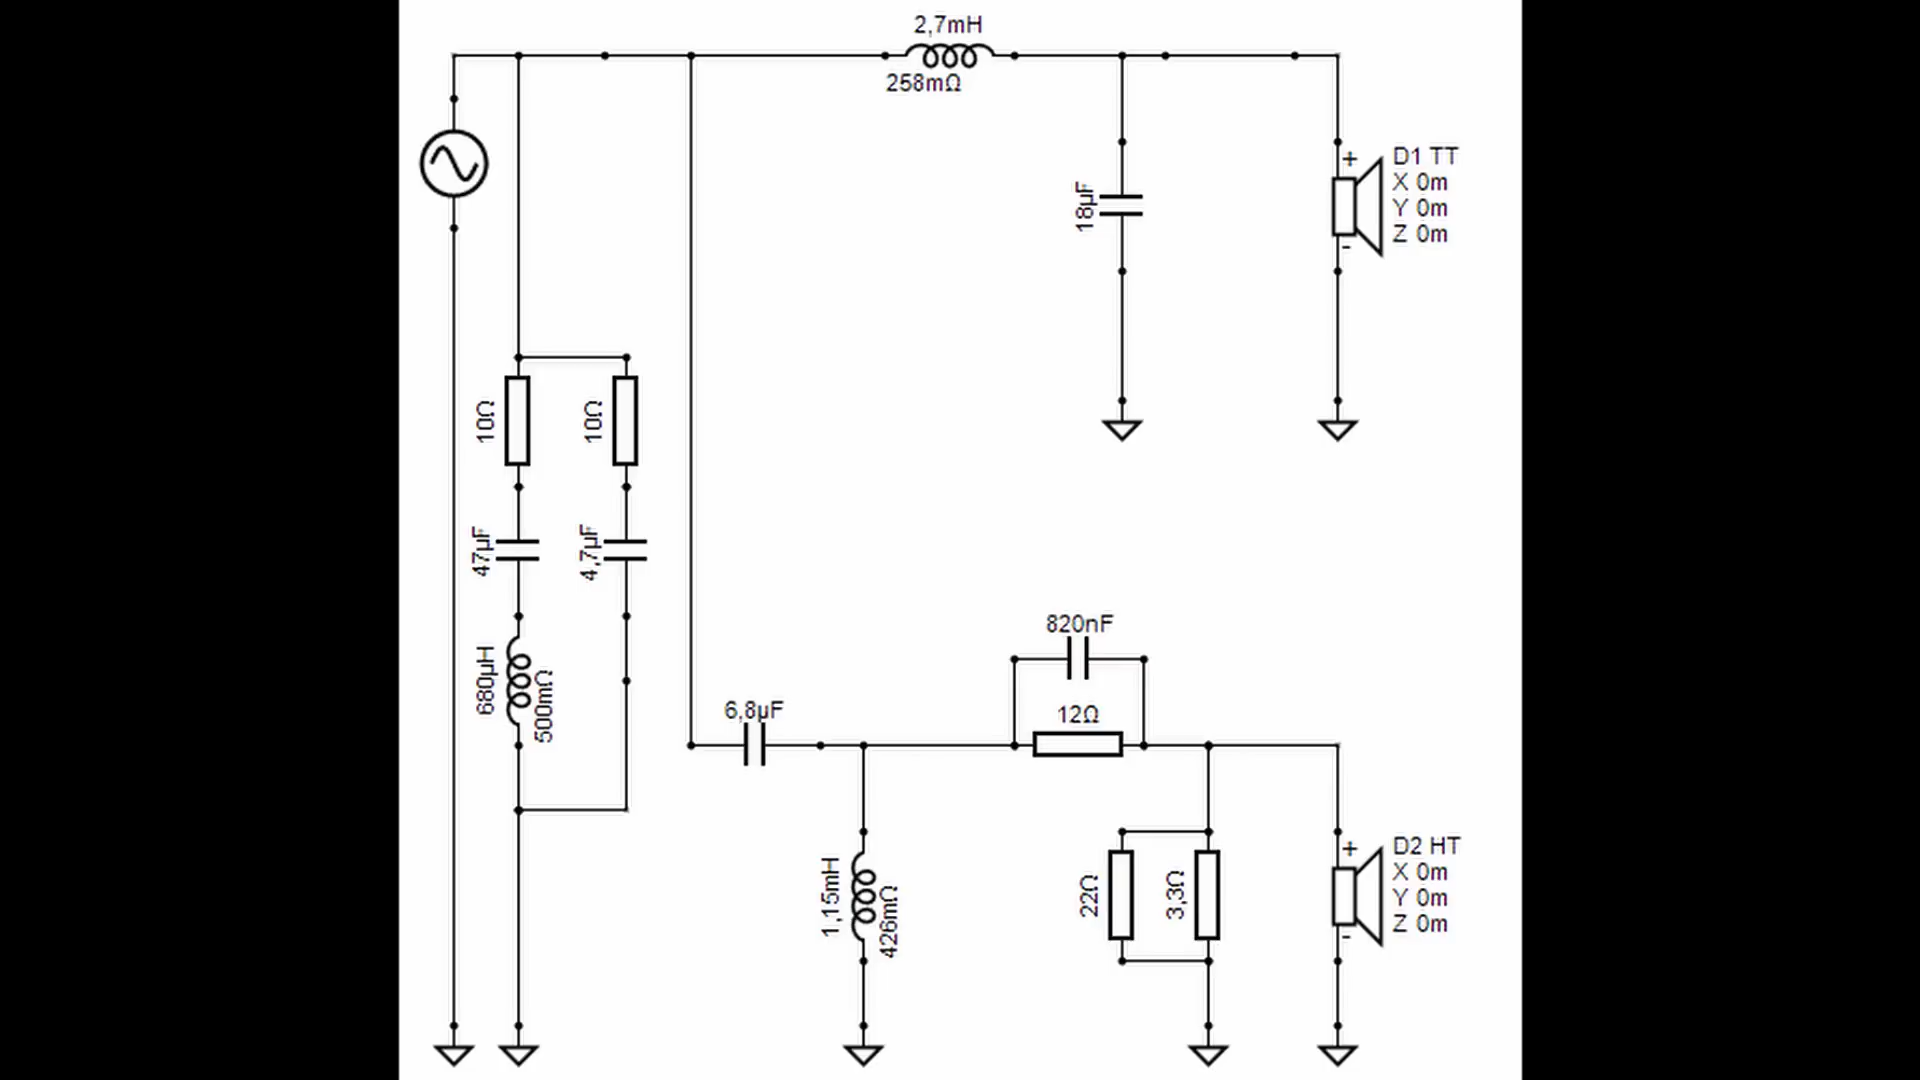 2,7mH
258mΩ
18µF
+
D1 TT
X 0m
Y 0m
Z 0m
-
10Ω
10Ω
47µF
4,7µF
680µH
500mΩ
820nF
12Ω
6,8µF
1,15mH
426mΩ
22Ω
3,3Ω
+
D2 HT
X 0m
Y 0m
Z 0m
-